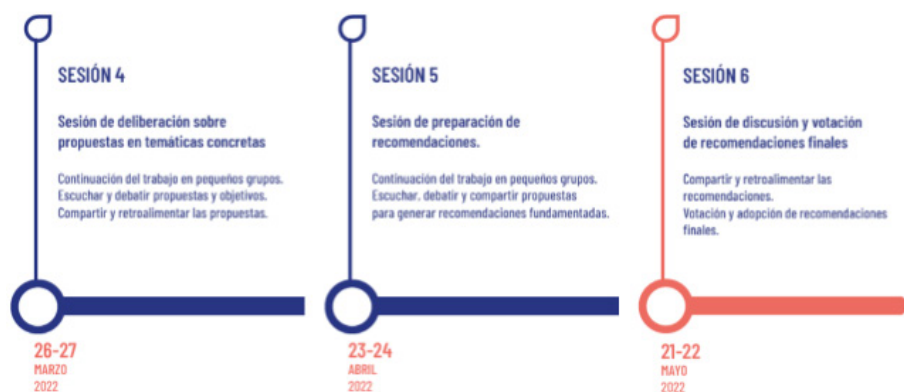 SESIÓN 4
Sesión de deliberación sobre
propuestas en temáticas concretas
Continuación del trabajo en pequeños grupos.
Escuchar y debatir propuestas y objetivos.
Compartir y retroalimentar las propuestas.
26-27
MARZO
2022
SESIÓN 5
Sesión de preparación de
recomendaciones.
Continuación del trabajo en pequeños grupos.
Escuchar, debatir y compartir propuestas
para generar recomendaciones fundamentadas.
23-24
ABRIL
2022
SESIÓN 6
Sesión de discusión y votación
de recomendaciones finales
Compartir y retroalimentar las
recomendaciones.
Votación y adopción de recomendaciones
finales.
21-22
MAYO
2022